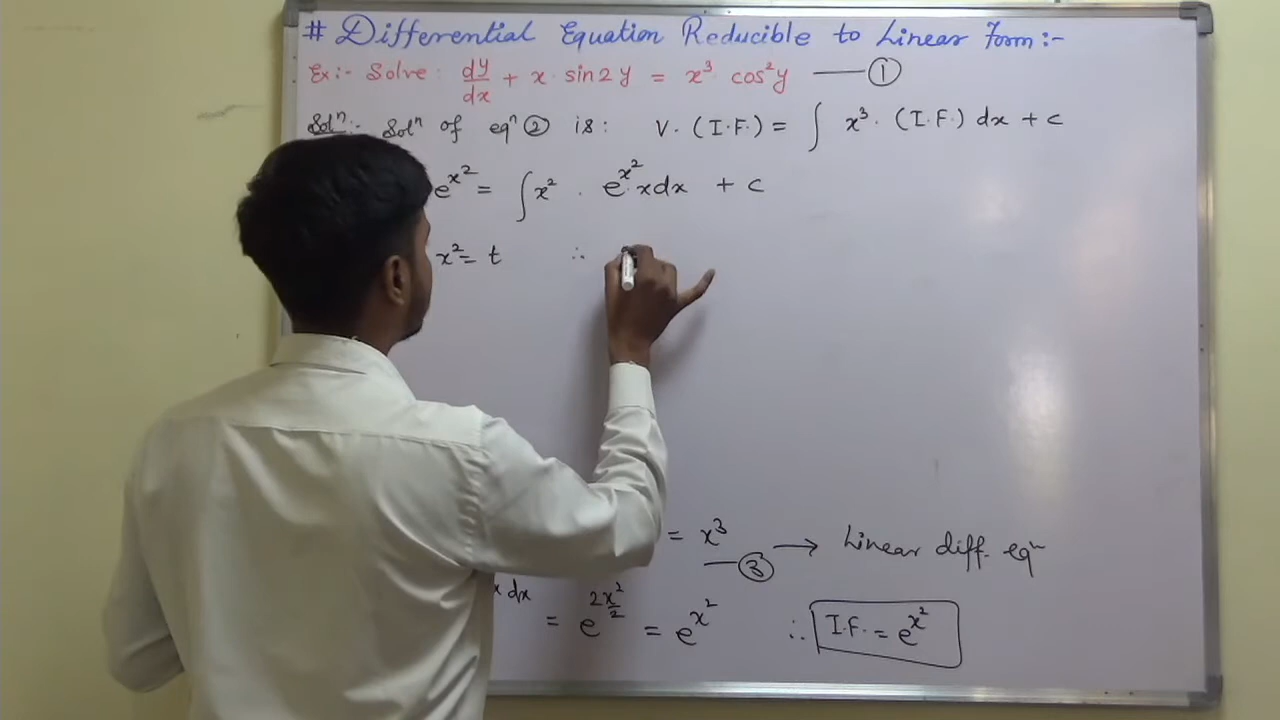 # Differential Equation Reducible to Linear Form:-
Ex:- Solve: dy/dx + x · sin2y = x³ cos²y —— ①
Solⁿ:- Solⁿ of eqⁿ ② is: V·(I.F.) = ∫ x³ · (I.F.) dx + c
e^x² = ∫ x² · e^x² · x dx + c
x² = t ∴
= x³ —— ③ → Linear diff. eqⁿ
x dx = e^2x²/2 = e^x² ∴ I.F. = e^x²